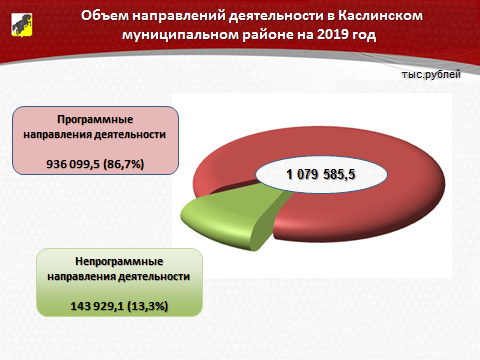 Объем направлений деятельности в Каслинском
муниципальном районе на 2019 год
тыс.рублей
Программные
направления деятельности
936 099,5 (86,7%)
1 079 585,5
Непрограммные
направления деятельности
143 929,1 (13,3%)